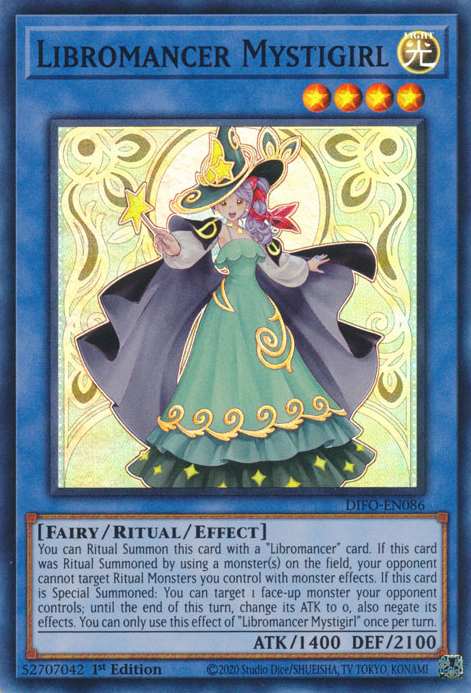 LIBROMANCER MYSTIGIRL
LIGHT
光
DIFO-EN086
[FAIRY/RITUAL/EFFECT]
You can Ritual Summon this card with a "Libromancer" card. If this card
was Ritual Summoned by using a monster(s) on the field, your opponent
cannot target Ritual Monsters you control with monster effects. If this card
is Special Summoned: You can target 1 face-up monster your opponent
controls; until the end of this turn, change its ATK to 0, also negate its
effects. You can only use this effect of "Libromancer Mystigirl" once per turn.
ATK/1400 DEF/2100
52707042 1st Edition ©2020 Studio Dice/SHUEISHA, TV TOKYO, KONAMI